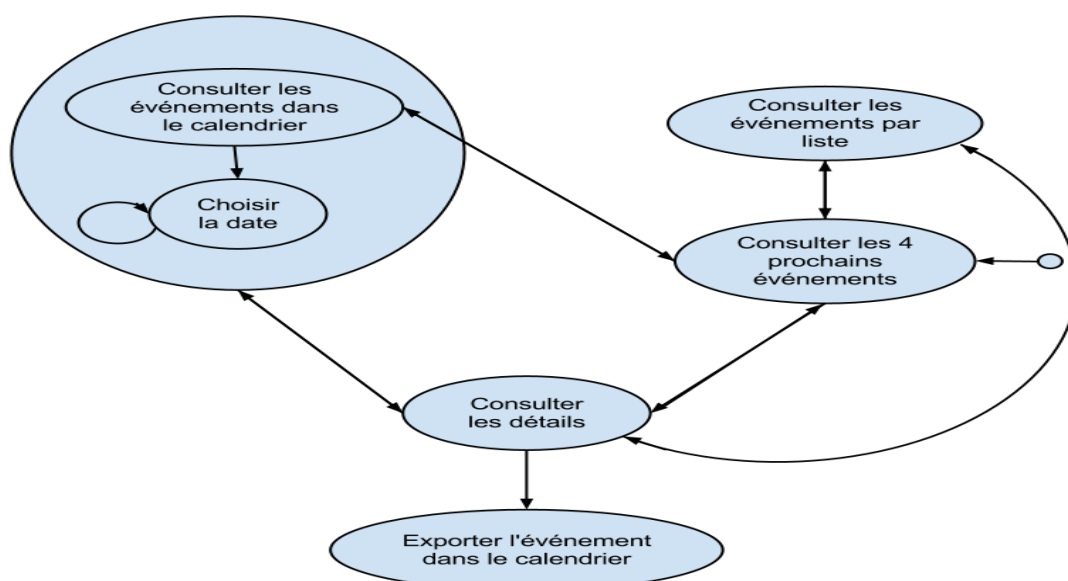 Consulter les
événements dans
le calendrier
Choisir
la date
Consulter les
événements par
liste
Consulter les 4
prochains
événements
Consulter
les détails
Exporter l'événement
dans le calendrier